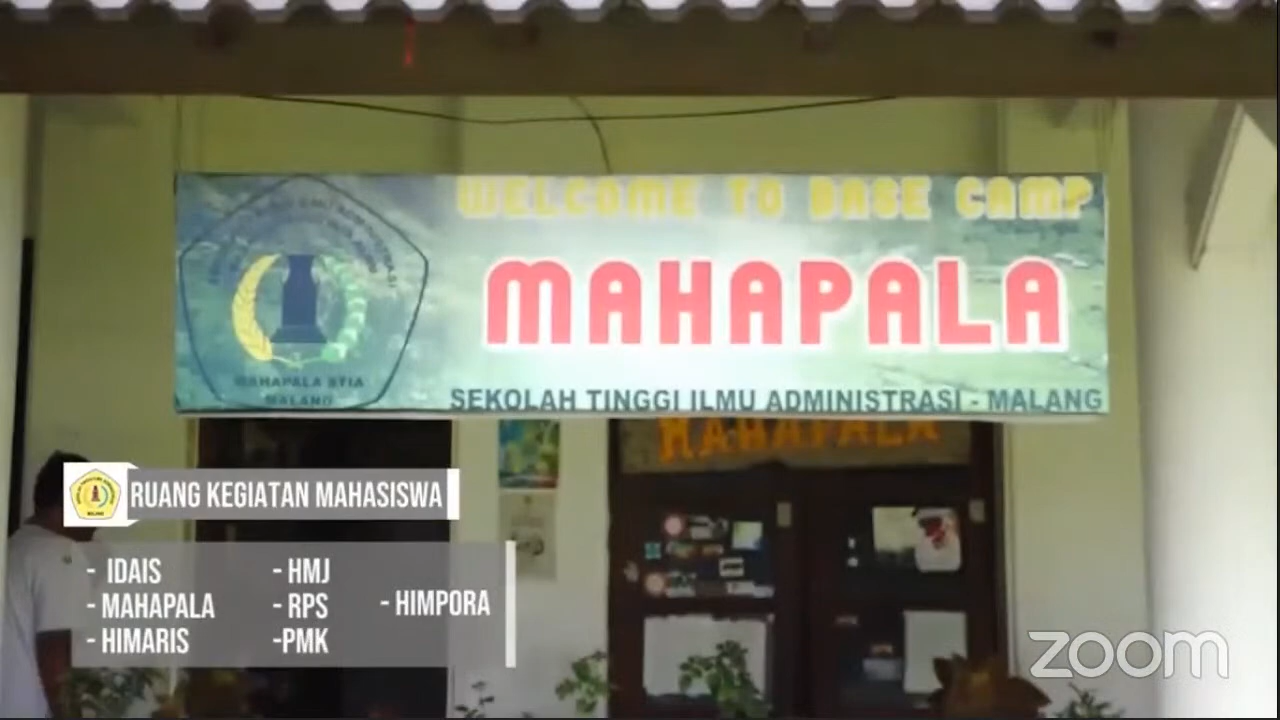 WELCOME TO BASE CAMP
MAHAPALA
MAHAPALA STIA
MALANG
SEKOLAH TINGGI ILMU ADMINISTRASI - MALANG
MAHAPALA
RUANG KEGIATAN MAHASISWA
- IDAIS
- MAHAPALA
- HIMARIS
- HMJ
- RPS
-PMK
- HIMPORA
zoom